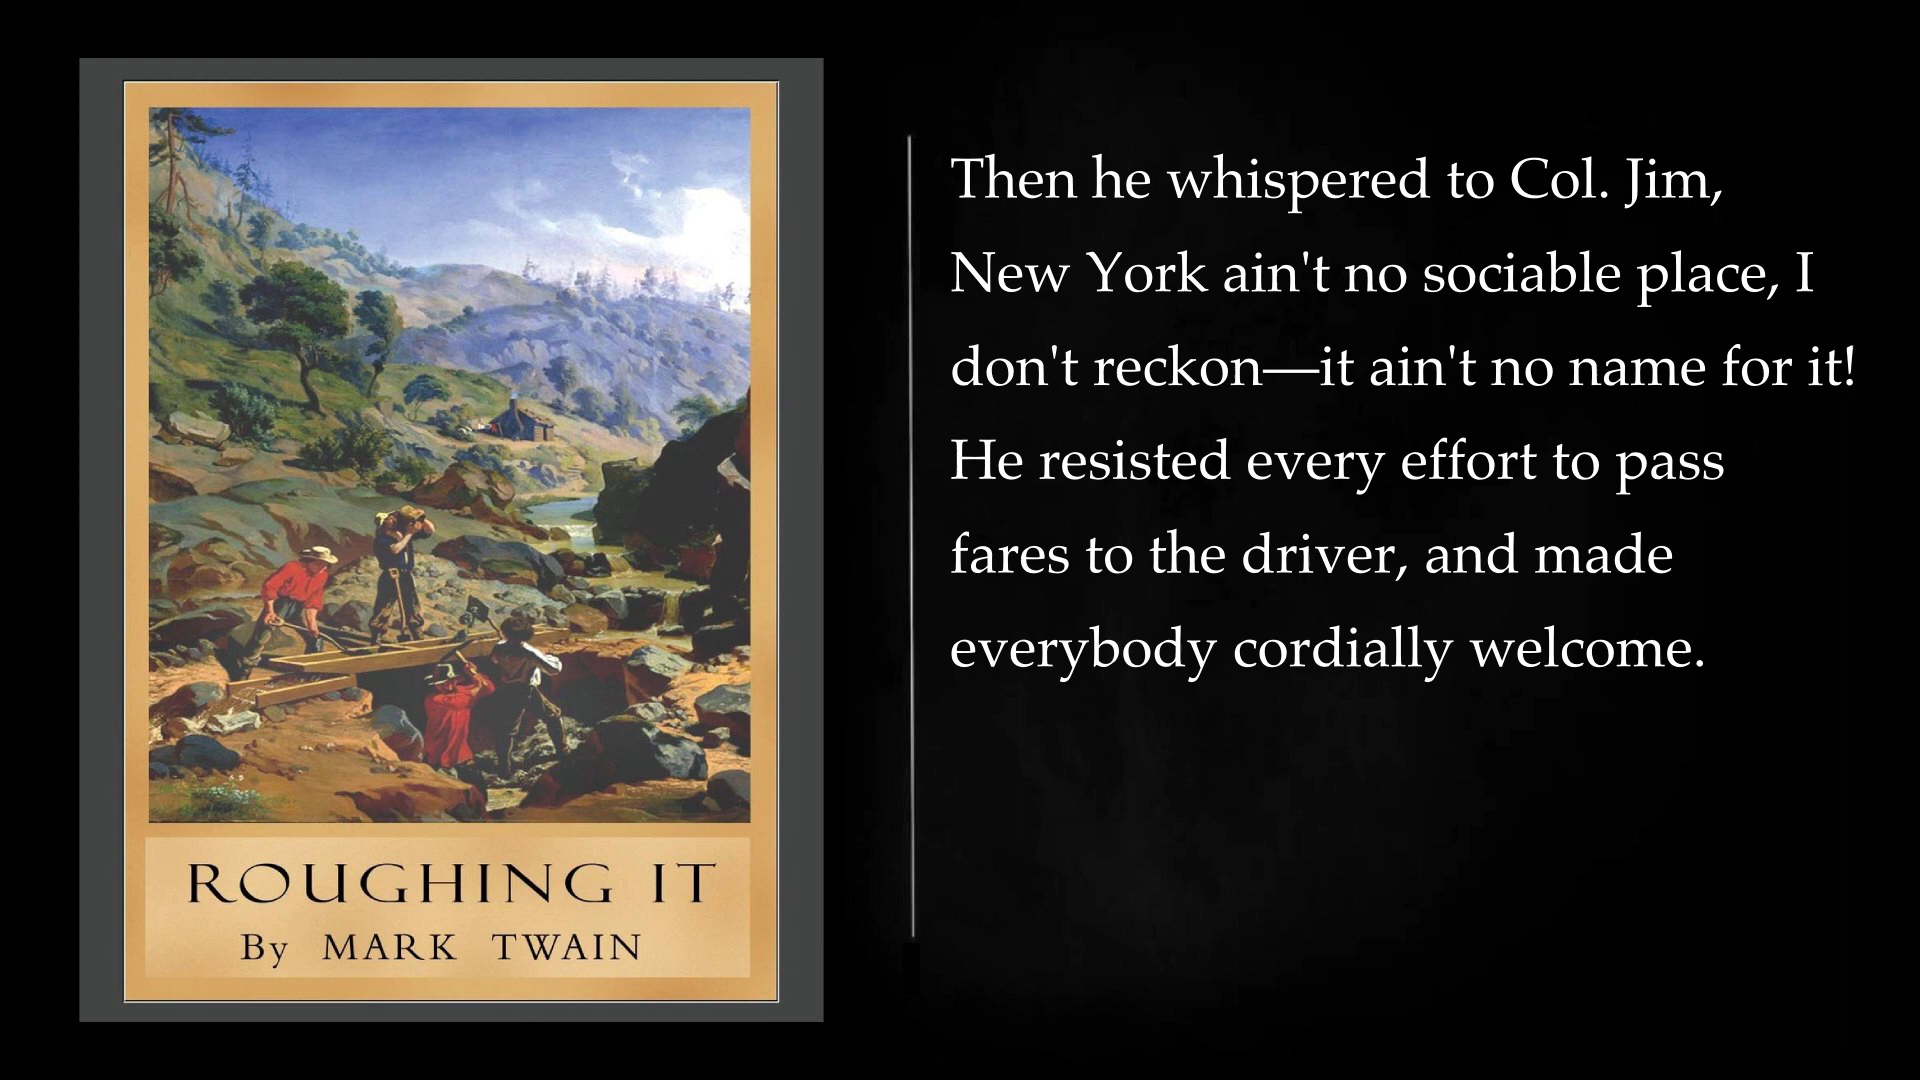 Then he whispered to Col. Jim,
New York ain't no sociable place, I
don't reckon—it ain't no name for it!
He resisted every effort to pass
fares to the driver, and made
everybody cordially welcome.
ROUGHING IT
By MARK TWAIN